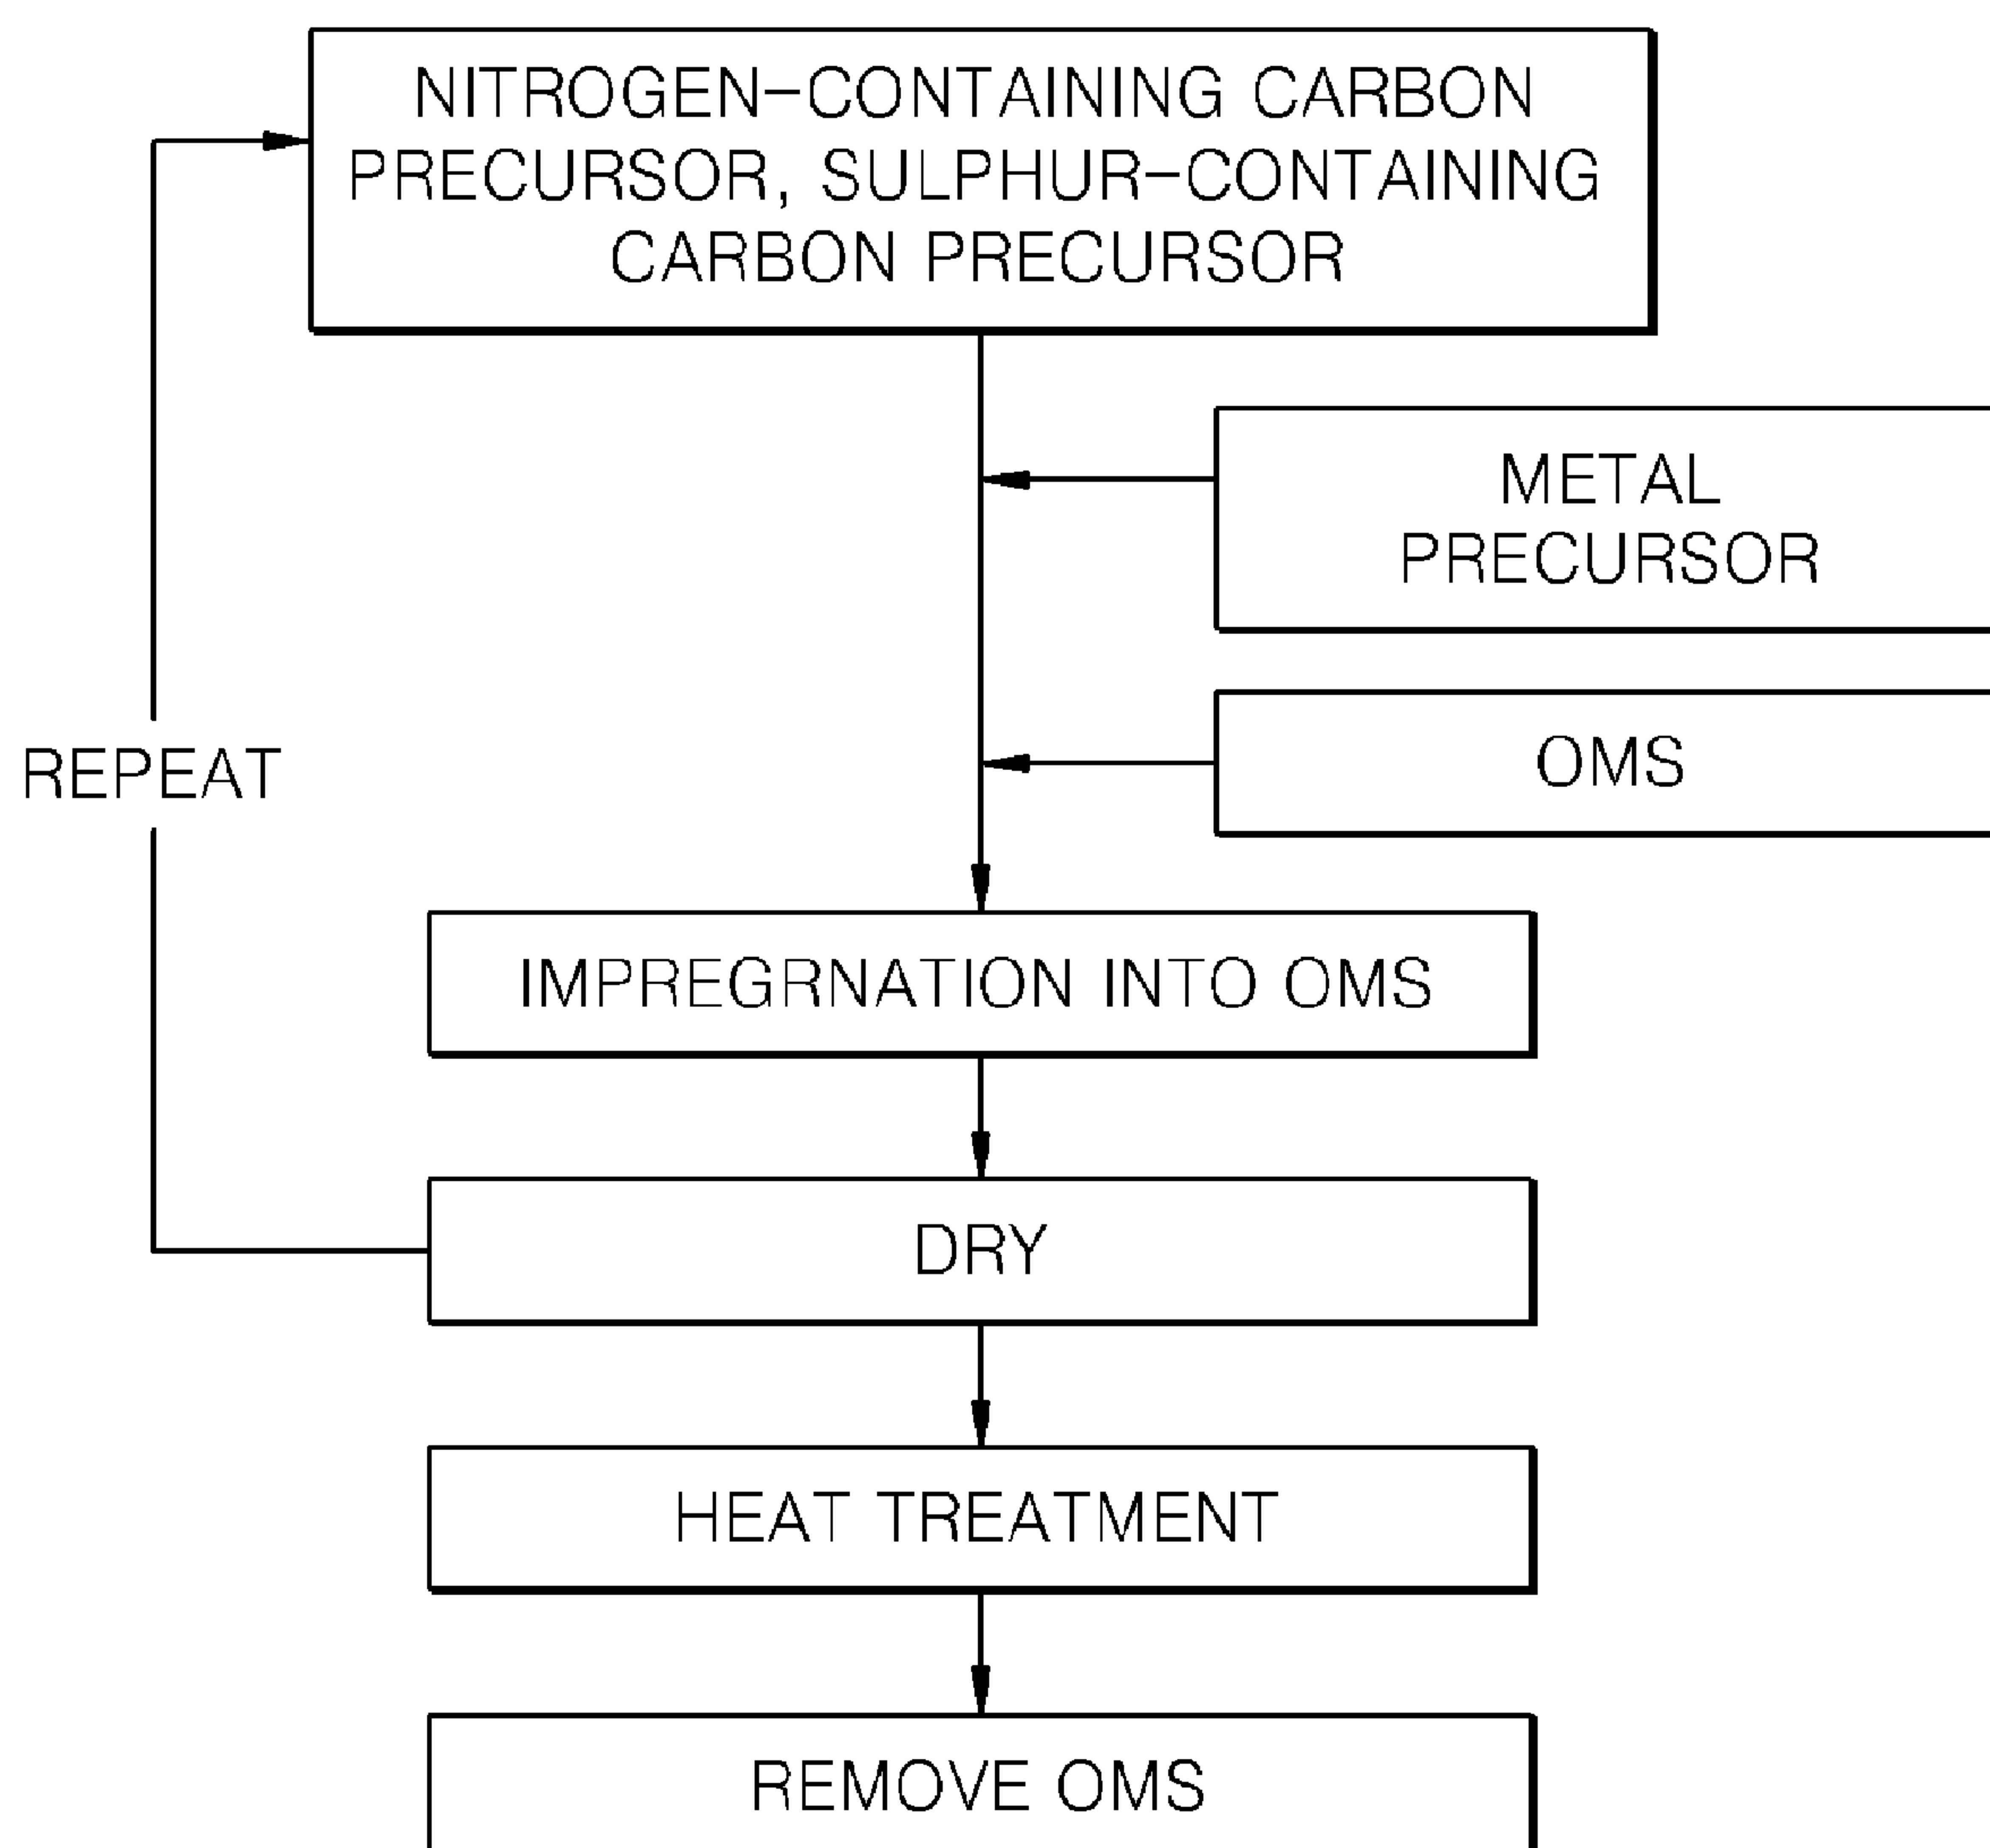 NITROGEN-CONTAINING CARBON
PRECURSOR, SULPHUR-CONTAINING
CARBON PRECURSOR
METAL
PRECURSOR
REPEAT
OMS
IMPREGRNATION INTO OMS
DRY
HEAT TREATMENT
REMOVE OMS